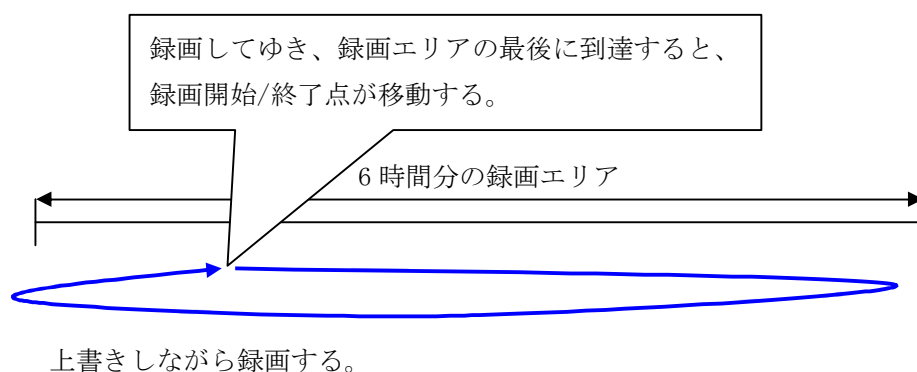 録画してゆき、録画エリアの最後に到達すると、
録画開始/終了点が移動する。
6時間分の録画エリア
上書きしながら録画する。